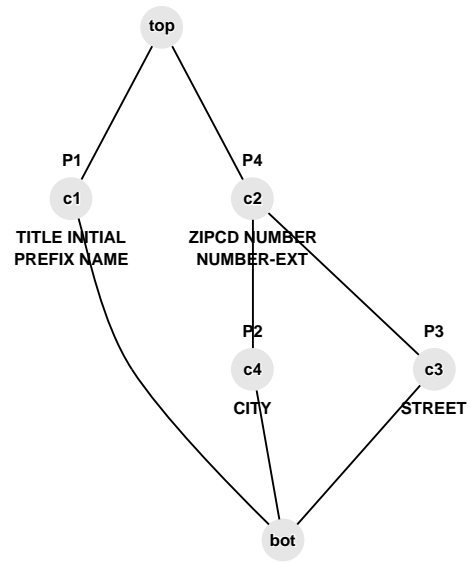 top
P1
P4
c1
c2
TITLE INITIAL
PREFIX NAME
ZIPCD NUMBER
NUMBER-EXT
P2
P3
c4
c3
CITY
STREET
bot